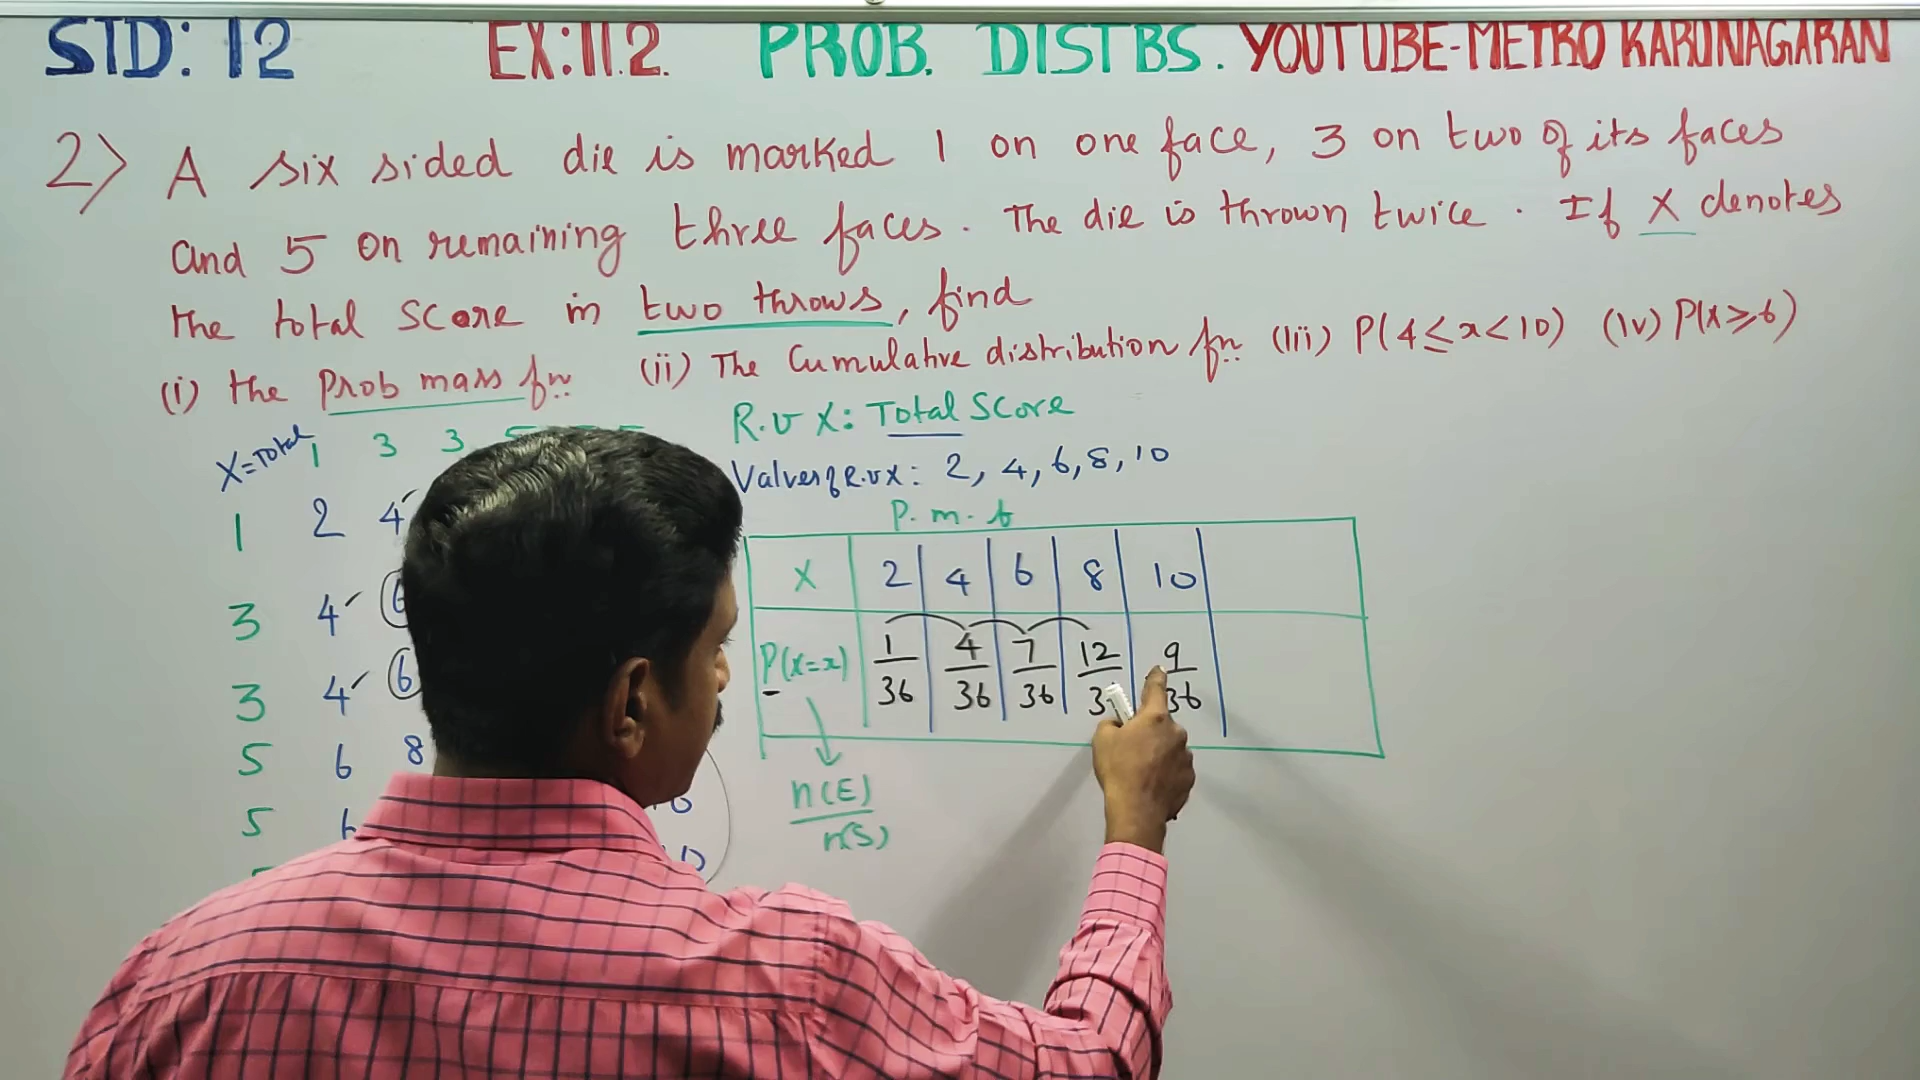 STD: 12 EX:11.2. PROB. DISTBS. YOUTUBE-METRO KARUNAGARAN
2) A six sided die is marked 1 on one face, 3 on two of its faces
and 5 on remaining three faces. The die is thrown twice. If X denotes
the total score in two throws, find
(i) the Prob mass fn (ii) The Cumulative distribution fn (iii) P(4≤x<10) (iv) P(X≥6)
R.v X: Total Score
X=Total 1 3 3
Values of R.v X: 2, 4, 6, 8, 10
P.m.f
1 2 4
3 4
3 4 6
5 6 8
5
X 2 4 6 8 10
P(X=x) 1/36 4/36 7/36 12/3 9/36
n(E)/n(S)